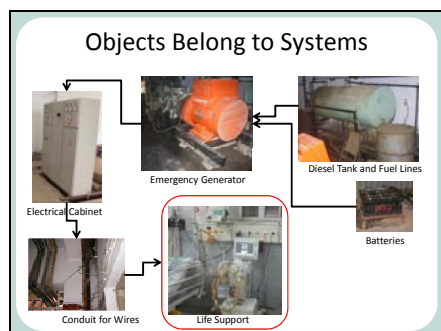 Objects Belong to Systems
Emergency Generator
Diesel Tank and Fuel Lines
Electrical Cabinet
Batteries
Conduit for Wires
Life Support